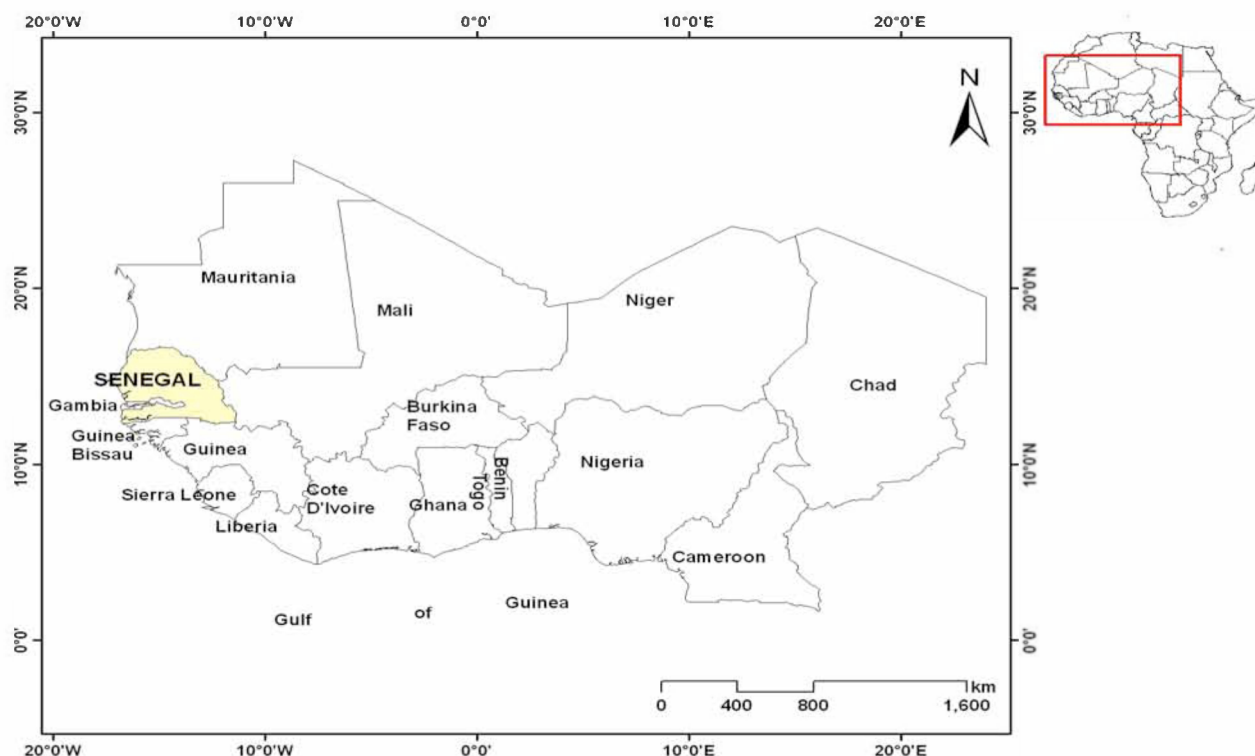 20°0'W 10°0'W 0°0' 10°0'E 20°0'E
N
30°0'N 30°0'N
Mauritania
20°0'N 20°0'N
Niger
Mali
SENEGAL
Chad
Gambia
Burkina
Faso
Guinea
Bissau
Guinea
10°0'N 10°0'N
Nigeria
Benin
Togo
Sierra Leone
Cote
D'Ivoire
Ghana
Liberia
Cameroon
Gulf of Guinea
0°0' 0°0'
km
0 400 800 1,600
20°0'W 10°0'W 0°0' 10°0'E 20°0'E